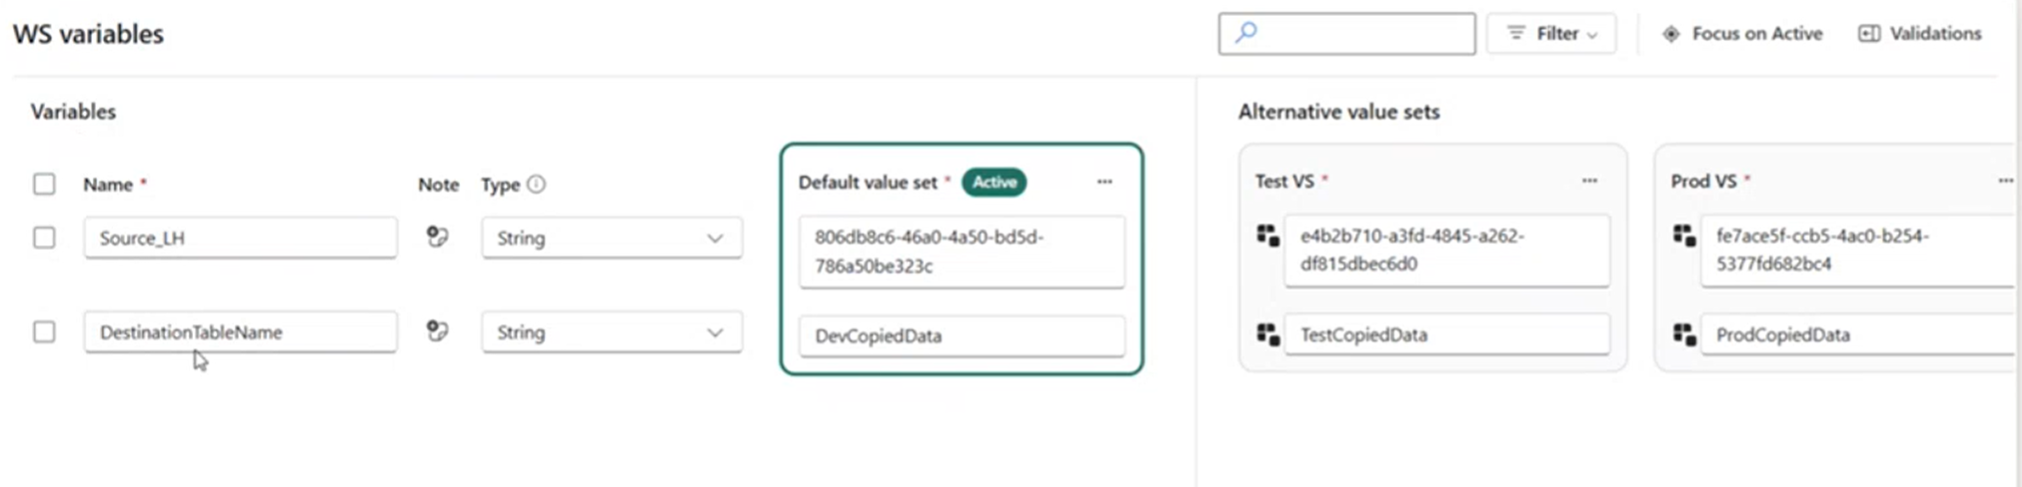 WS variables
Filter
Focus on Active
Validations
Variables
Alternative value sets
Name *
Note
Type
Default value set * Active
Test VS *
Prod VS *
Source_LH
String
806db8c6-46a0-4a50-bd5d-
786a50be323c
e4b2b710-a3fd-4845-a262-
df815dbec6d0
fe7ace5f-ccb5-4ac0-b254-
5377fd682bc4
DestinationTableName
String
DevCopiedData
TestCopiedData
ProdCopiedData